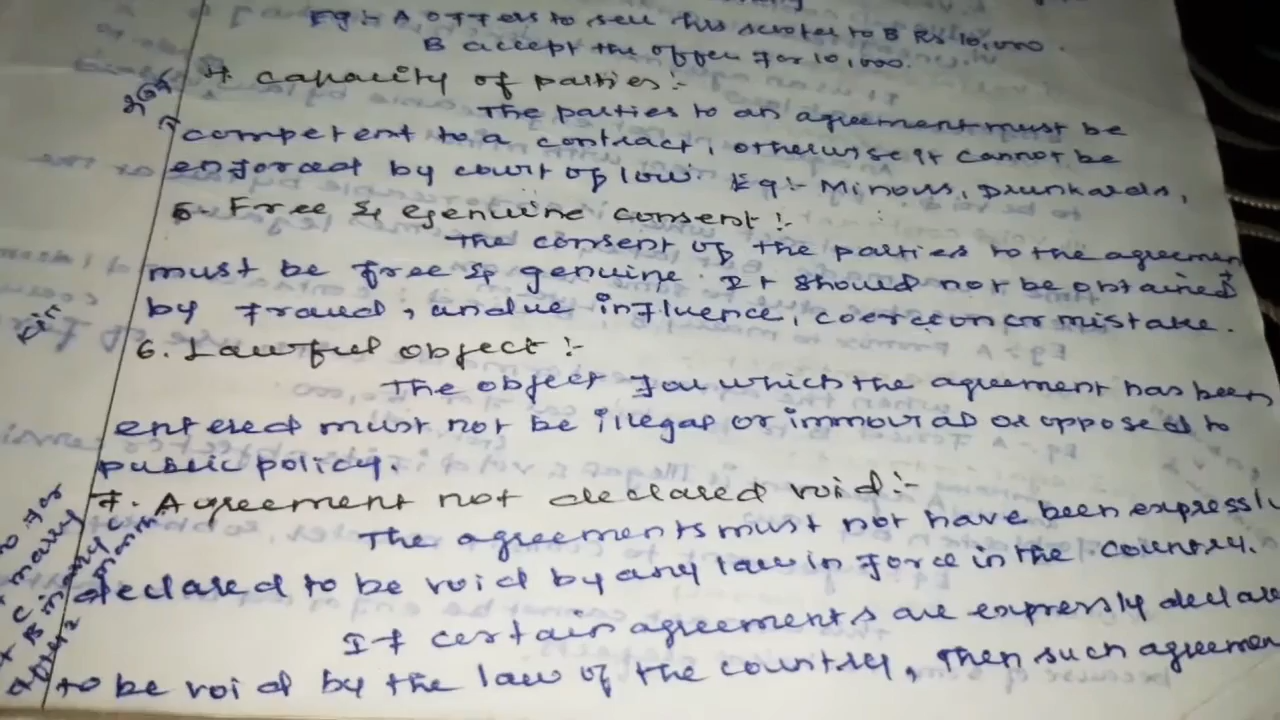 Eg:- A offers to sell his scooter to B Rs 10,000.
B accept the offer for 10,000.
4. capacity of parties:-
The parties to an agreement must be
competent to a contract, otherwise it cannot be
enforced by court of low. Eg:- Minors, Drunkards,
5. Free & genuine consent:-
The consent of the parties to the agreement
must be free & genuine. It should not be obtained
by fraud, undue influence, coercion or mistake.
6. Lawful object:-
The object for which the agreement has been
entered must not be illegal or immoral or opposed to
public policy.
7. Agreement not declared void:-
The agreements must not have been expressly
declared to be void by any law in force in the country.
If certain agreements are expressly declare
to be void by the law of the country, Then such agreemen